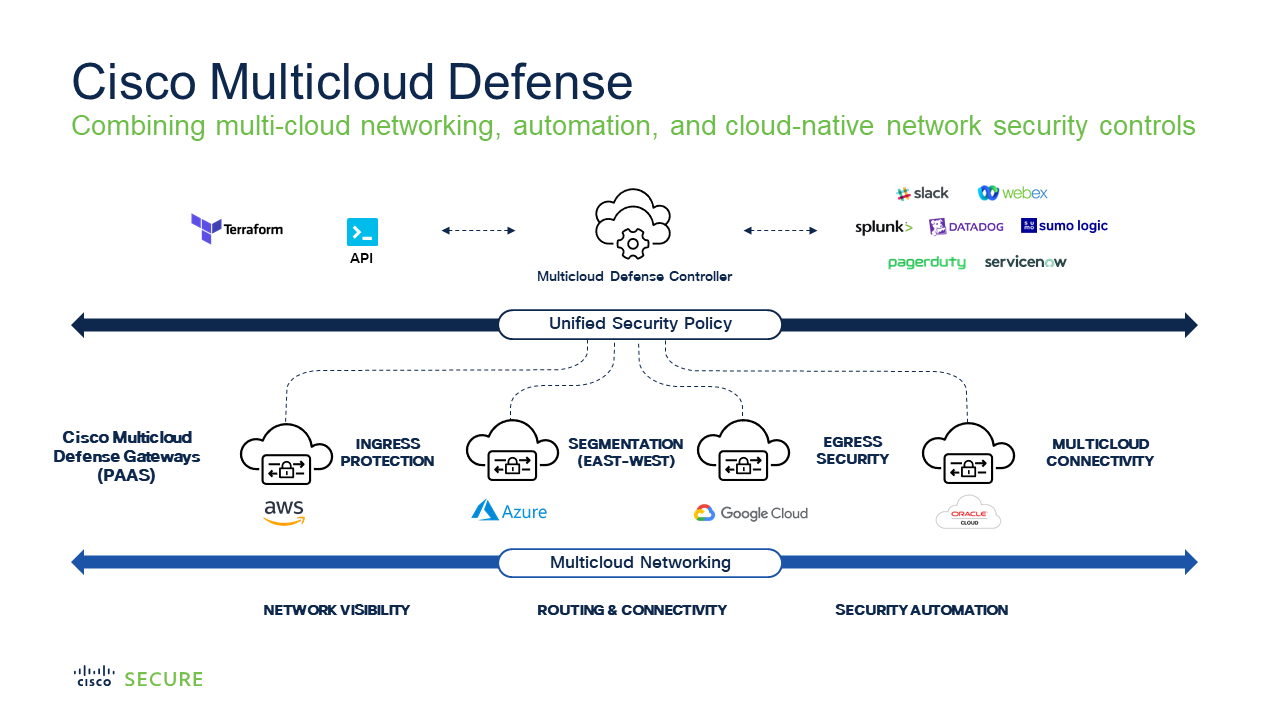 Cisco Multicloud Defense
Combining multi-cloud networking, automation, and cloud-native network security controls
Terraform
API
Multicloud Defense Controller
slack
webex
splunk>
DATADOG
sumo logic
pagerduty
servicenow
Unified Security Policy
Cisco Multicloud
Defense Gateways
(PAAS)
aws
INGRESS
PROTECTION
Azure
SEGMENTATION
(EAST-WEST)
Google Cloud
EGRESS
SECURITY
ORACLE
CLOUD
MULTICLOUD
CONNECTIVITY
Multicloud Networking
NETWORK VISIBILITY
ROUTING & CONNECTIVITY
SECURITY AUTOMATION
CISCO SECURE